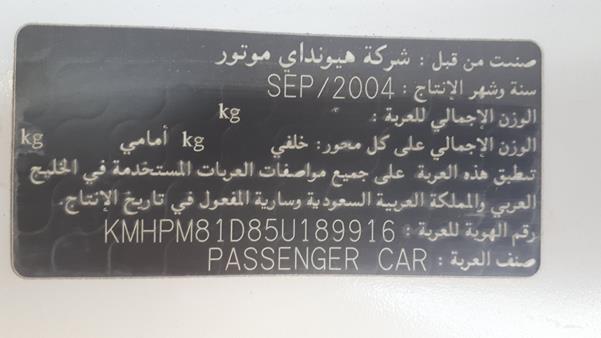 صنعت من قبل : شركة هيونداي موتور
سنة وشهر الإنتاج : SEP/2004
الوزن الإجمالي للعربة : kg
الوزن الإجمالي على كل محور: خلفي kg أمامي kg
تنطبق هذه العربة على جميع مواصفات العربات المستخدمة في الخليج
العربي والمملكة العربية السعودية وسارية المفعول في تاريخ الإنتاج.
رقم الهوية للعربة : KMHPM81D85U189916
صنف العربة : PASSENGER CAR